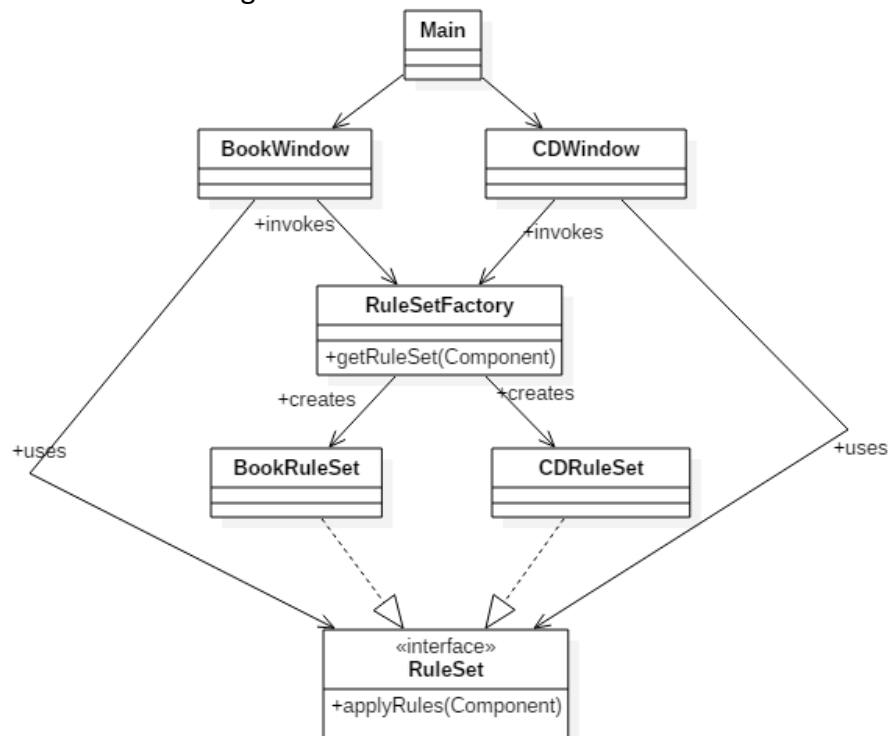 Main
BookWindow
CDWindow
+invokes
+invokes
RuleSetFactory
+getRuleSet(Component)
+creates
+creates
+uses
+uses
BookRuleSet
CDRuleSet
«interface»
RuleSet
+applyRules(Component)